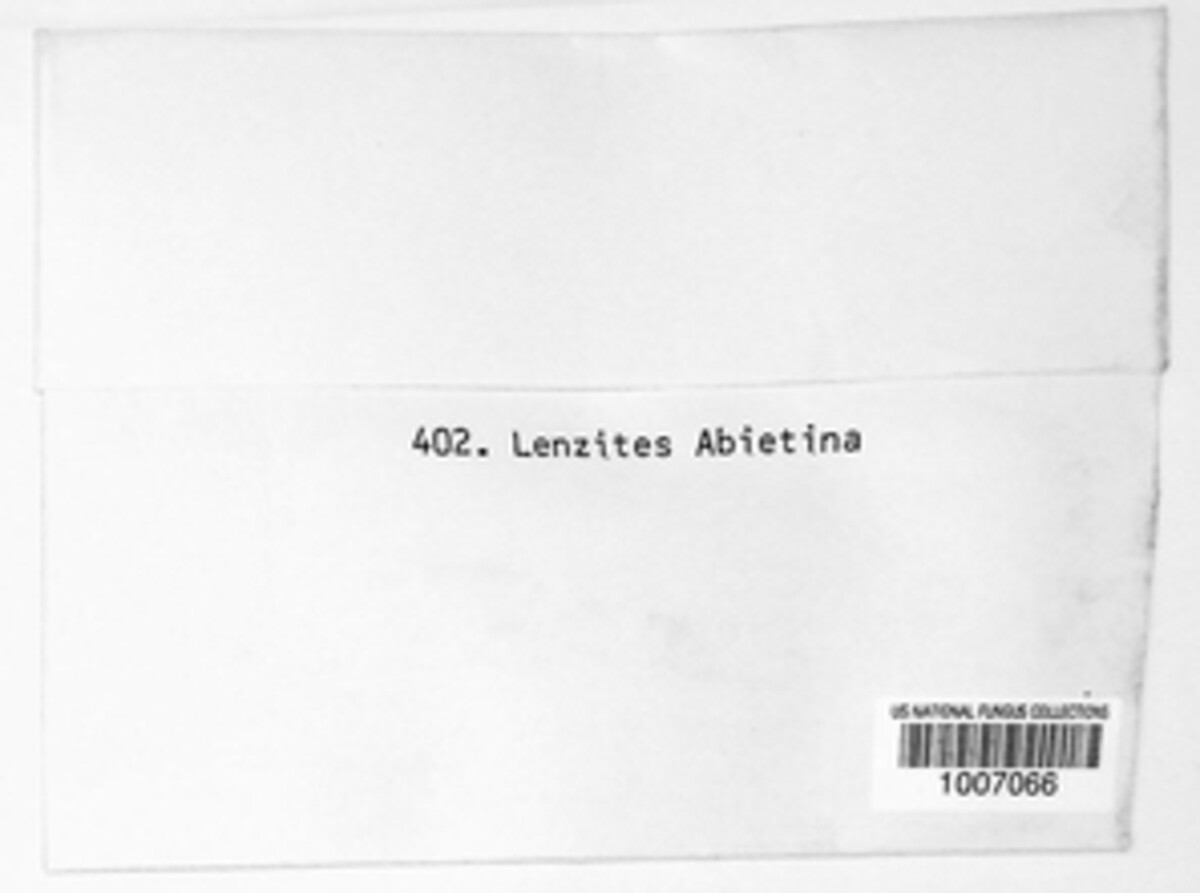 402. Lenzites Abietina
US NATIONAL FUNGUS COLLECTIONS
1007066